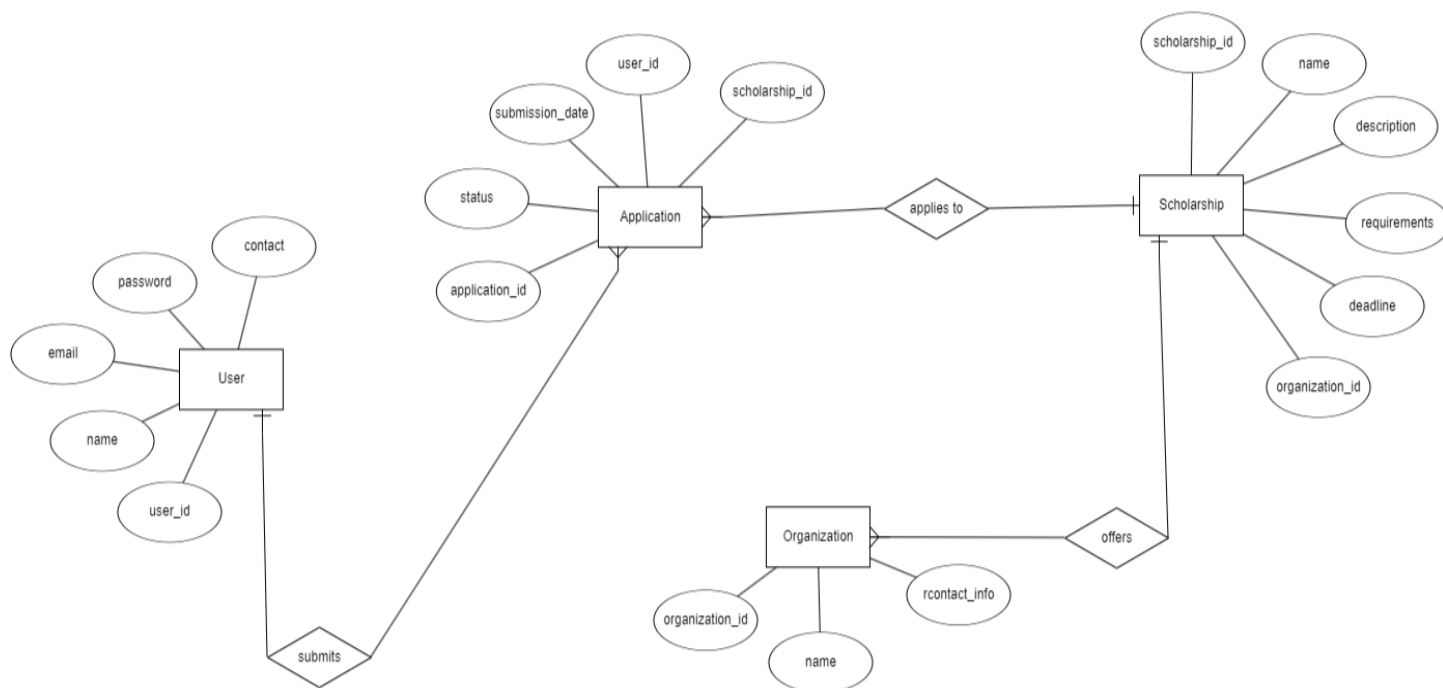 scholarship_id
user_id
name
scholarship_id
submission_date
description
status
applies to
Scholarship
Application
requirements
contact
password
application_id
deadline
email
User
organization_id
name
user_id
Organization
offers
rcontact_info
organization_id
submits
name